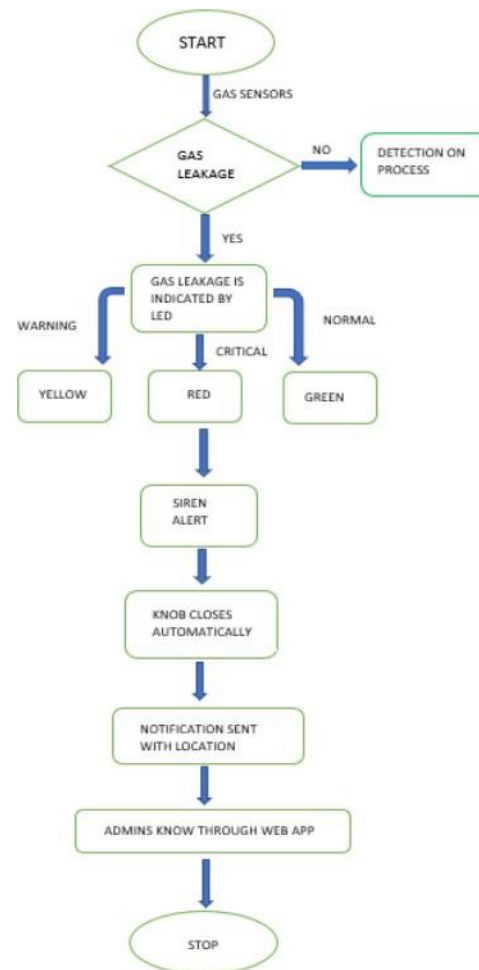 START
GAS SENSORS
GAS
LEAKAGE
NO
DETECTION ON
PROCESS
YES
GAS LEAKAGE IS
INDICATED BY
LED
WARNING
CRITICAL
NORMAL
YELLOW
RED
GREEN
SIREN
ALERT
KNOB CLOSES
AUTOMATICALLY
NOTIFICATION SENT
WITH LOCATION
ADMINS KNOW THROUGH WEB APP
STOP